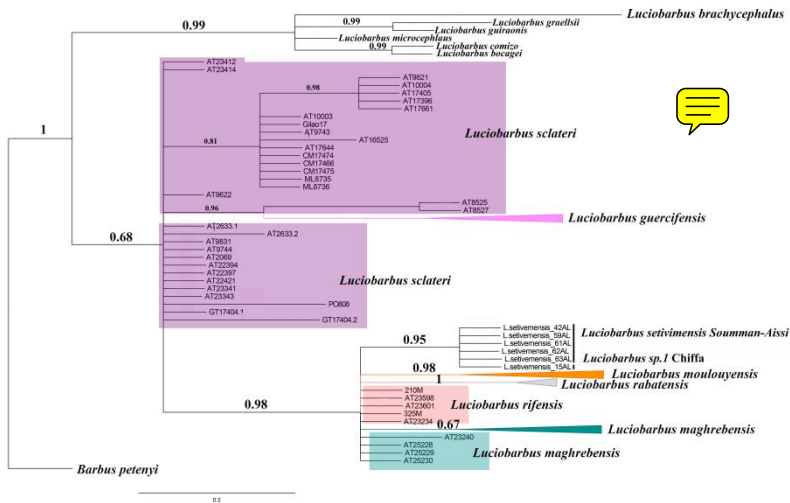 Luciobarbus brachycephalus
0.99
0.99
Luciobarbus graellsii
Luciobarbus guiraonis
Luciobarbus microcephlaus
0.99
Luciobarbus comizo
Luciobarbus bocagei
AT23412
AT23414
0.98
AT9621
AT10004
AT17405
AT17396
AT17661
AT10003
Gilao17
AT9743
1
Luciobarbus sclateri
0.81
AT16525
AT17644
CM17474
CM17466
CM17475
ML8735
ML8736
AT9622
0.96
AT8525
AT8527
Luciobarbus guercifensis
AT2633.1
AT2633.2
0.68
AT9831
AT9744
AT2069
AT22394
AT22397
AT22421
AT23341
AT23343
Luciobarbus sclateri
PO808
GT17404.1
GT17404.2
0.95
L.setivemensis_42AL
L.setivemensis_59AL
L.setivemensis_61AL
L.setivemensis_62AL
L.setivemensis_63AL
L.setivemensis_15AL
Luciobarbus setivimensis Soumman-Aissi
Luciobarbus sp.1 Chiffa
0.98
Luciobarbus moulouyensis
1
Luciobarbus rabatensis
0.98
210M
AT23598
AT23601
325M
AT23234
Luciobarbus rifensis
0.67
Luciobarbus maghrebensis
AT23240
AT25228
AT25229
AT25230
Luciobarbus maghrebensis
Barbus petenyi
0.2